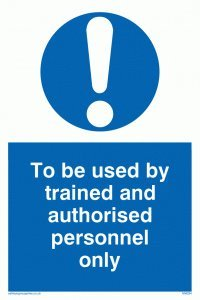 To be used by
trained and
authorised
personnel
only